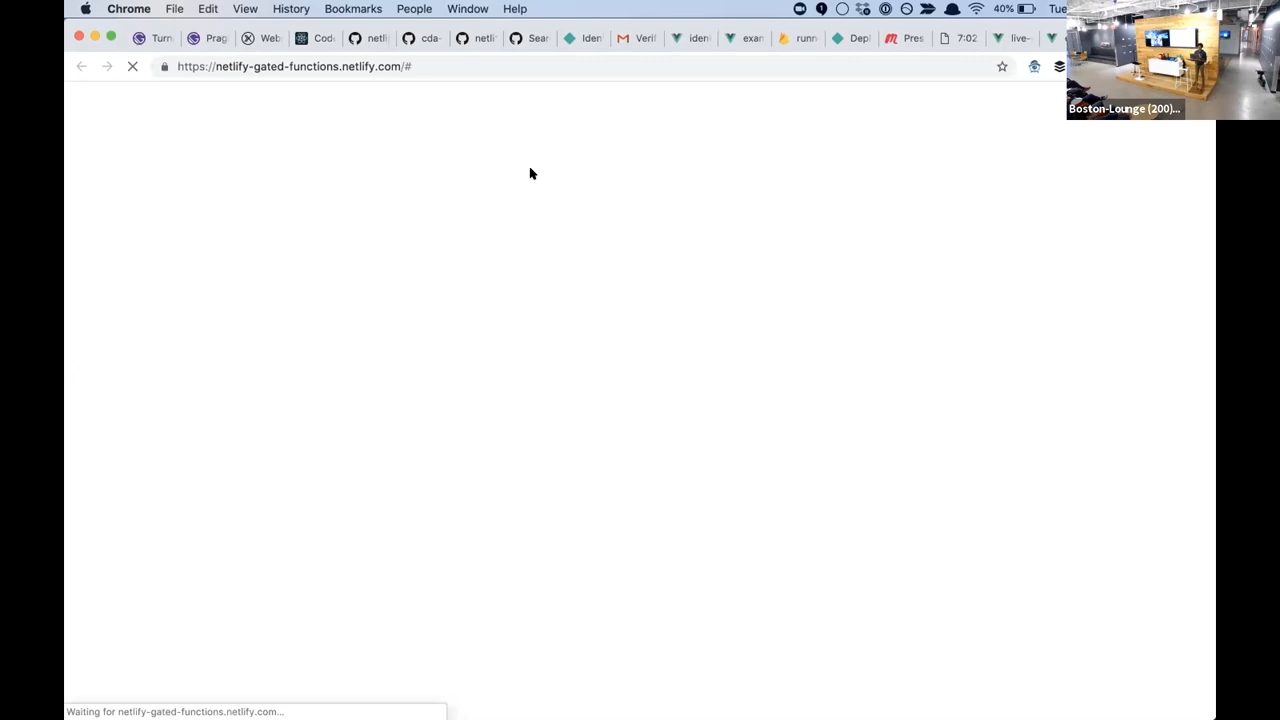 Chrome File Edit View History Bookmarks People Window Help 40% Tue
Turn Prag Web Cod netli cda- netli Sear Iden Verif iden exan runn Depl Pres 7:02 live-
https://netlify-gated-functions.netlify.com/#
Boston-Lounge (200)...
Waiting for netlify-gated-functions.netlify.com...